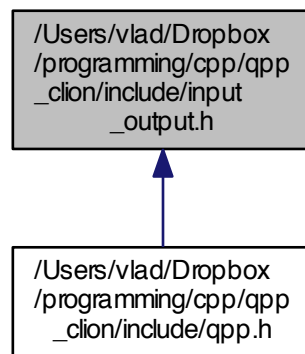 /Users/vlad/Dropbox
/programming/cpp/qpp
_clion/include/input
_output.h
/Users/vlad/Dropbox
/programming/cpp/qpp
_clion/include/qpp.h